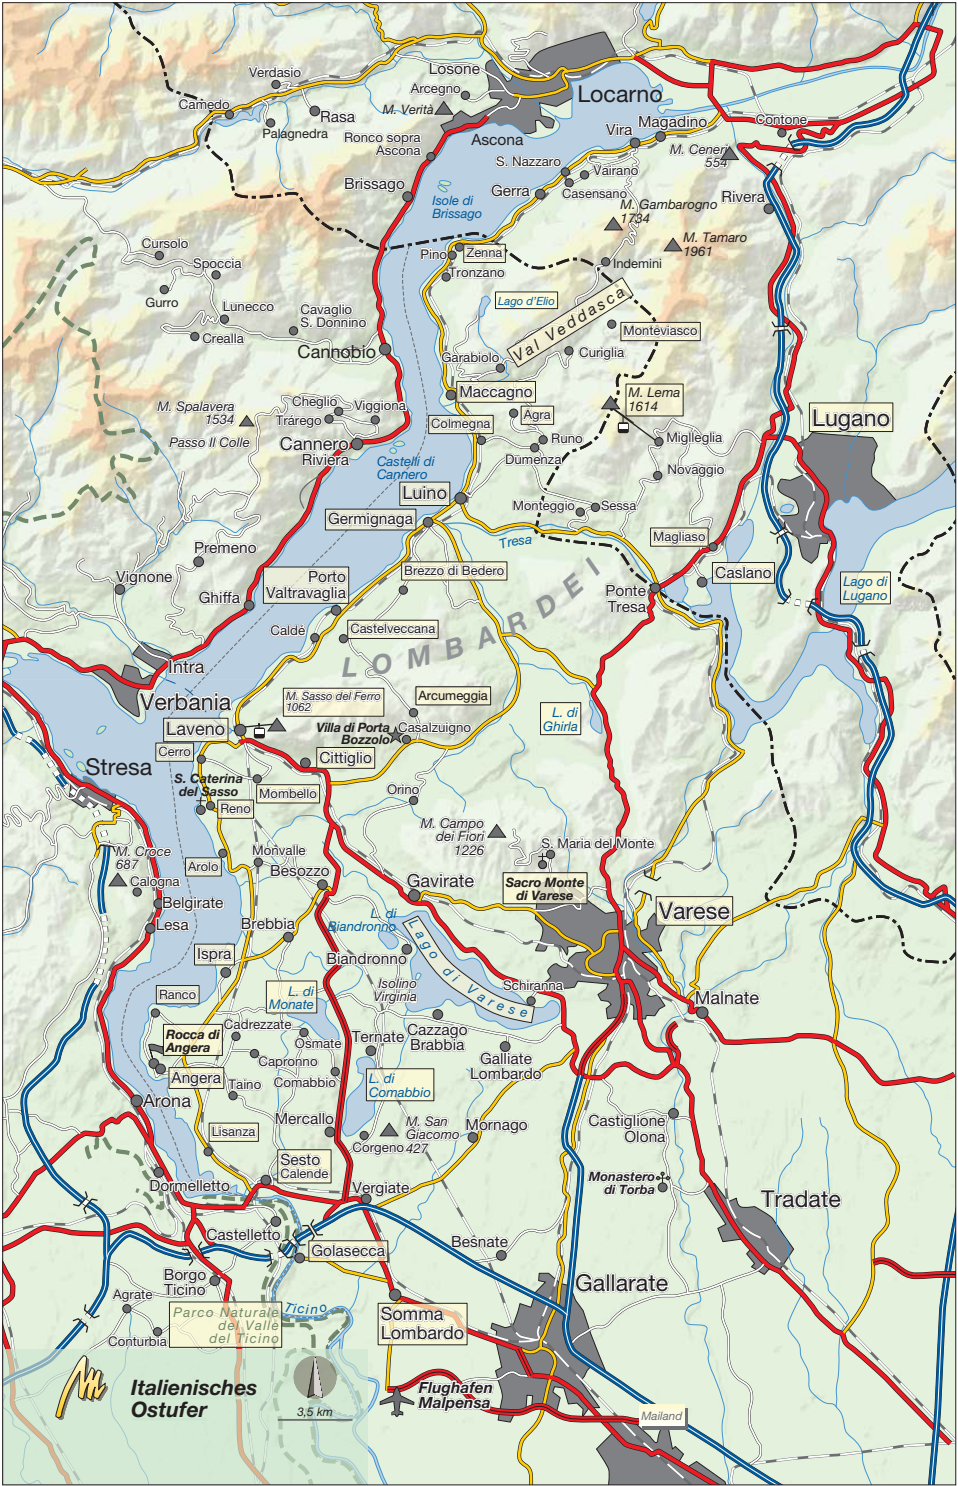 Losone
Verdasio
Arcegno
Locarno
Camedo
M. Verità
Rasa
Palagnedra
Vira
Magadino
Contone
Ronco sopra
Ascona
Ascona
M. Ceneri
554
S. Nazzaro
Vairano
Brissago
Gerra
Casensano
Rivera
Isole di
Brissago
M. Gambarogno
1734
M. Tamaro
1961
Cursolo
Pino
Zenna
Spoccia
Tronzano
Indemini
Gurro
Lago d'Elio
Lunecco
Cavaglio
S. Donnino
Val Veddasca
Monteviasco
Crealla
Cannobio
Garabiolo
Curiglia
Maccagno
M. Lema
1614
M. Spalavera
1534
Cheglio
Viggiona
Trarego
Agra
Lugano
Passo Il Colle
Colmegna
Cannero
Riviera
Runo
Miglieglia
Dumenza
Castelli di
Cannero
Novaggio
Luino
Monteggio
Sessa
Germignaga
Tresa
Magliaso
Premeno
Brezzo di Bedero
Caslano
Vignone
Porto
Valtravaglia
Ponte
Tresa
Lago di
Lugano
Ghiffa
LOMBARDEI
Caldé
Castelveccana
Intra
Verbania
M. Sasso del Ferro
1062
Arcumeggia
L. di
Ghirla
Laveno
Villa di Porta
Bozzolo
Casalzuigno
Cerro
Cittiglio
Stresa
S. Caterina
del Sasso
Mombello
Orino
Reno
M. Campo
dei Fiori
1226
S. Maria del Monte
M. Croce
687
Monvalle
Arolo
Besozzo
Calogna
Gavirate
Sacro Monte
di Varese
Belgirate
Varese
Lesa
Brebbia
L. di
Biandronno
Lago di Varese
Ispra
Biandronno
Isolino
Virginia
Schiranna
Ranco
L. di
Monate
Malnate
Cadrezzate
Cazzago
Brabbia
Rocca di
Angera
Osmate
Ternate
Galliate
Lombardo
Capronno
Angera
Taino
Comabbio
L. di
Comabbio
Arona
Mercallo
M. San
Giacomo
427
Mornago
Castiglione
Olona
Lisanza
Corgeno
Sesto
Calende
Monastero
di Torba
Dormelletto
Vergiate
Tradate
Castelletto
Golasecca
Besnate
Borgo
Ticino
Gallarate
Agrate
Parco Naturale
del Valle
del Ticino
Ticino
Somma
Lombardo
Conturbia
Italienisches
Ostufer
3,5 km
Flughafen
Malpensa
Mailand